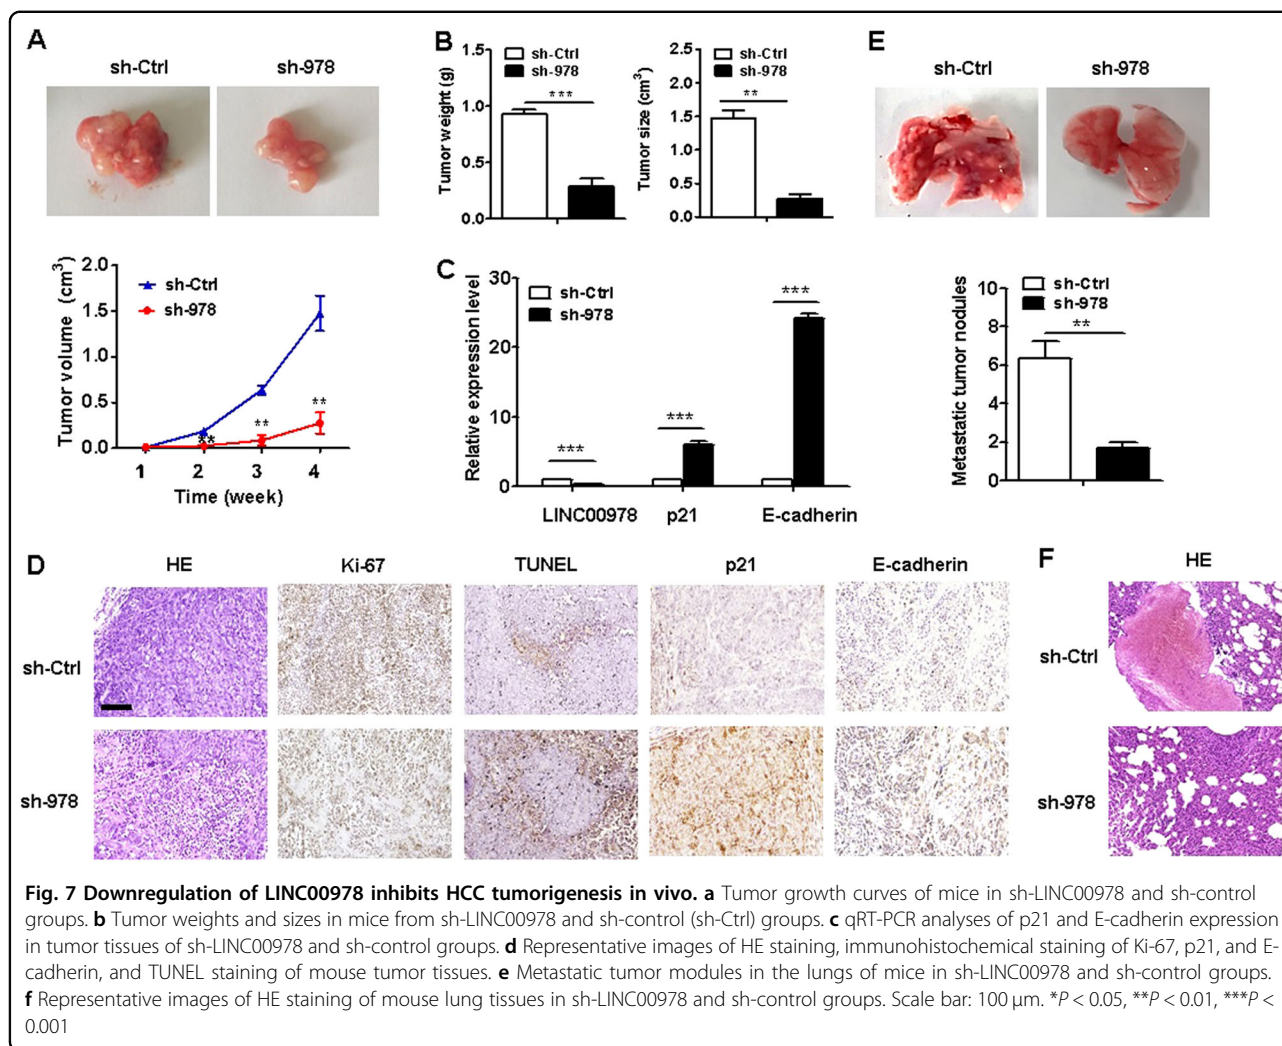 A
sh-Ctrl
sh-978
Tumor volume (cm³)
2.0
1.5
1.0
0.5
0.0
sh-Ctrl
sh-978
**
**
**
1 2 3 4
Time (week)
B
Tumor weight (g)
1.5
1.0
0.5
0.0
sh-Ctrl
sh-978
***
Tumor size (cm³)
2.5
2.0
1.5
1.0
0.5
0.0
sh-Ctrl
sh-978
**
C
Relative expression level
30
20
10
0
sh-Ctrl
sh-978
***
***
***
LINC00978 p21 E-cadherin
E
sh-Ctrl
sh-978
Metastatic tumor nodules
10
8
6
4
2
0
sh-Ctrl
sh-978
**
D
HE Ki-67 TUNEL p21 E-cadherin
sh-Ctrl
sh-978
F
HE
sh-Ctrl
sh-978
Fig. 7 Downregulation of LINC00978 inhibits HCC tumorigenesis in vivo. a Tumor growth curves of mice in sh-LINC00978 and sh-control
groups. b Tumor weights and sizes in mice from sh-LINC00978 and sh-control (sh-Ctrl) groups. c qRT-PCR analyses of p21 and E-cadherin expression
in tumor tissues of sh-LINC00978 and sh-control groups. d Representative images of HE staining, immunohistochemical staining of Ki-67, p21, and E-
cadherin, and TUNEL staining of mouse tumor tissues. e Metastatic tumor modules in the lungs of mice in sh-LINC00978 and sh-control groups.
f Representative images of HE staining of mouse lung tissues in sh-LINC00978 and sh-control groups. Scale bar: 100 μm. *P < 0.05, **P < 0.01, ***P <
0.001